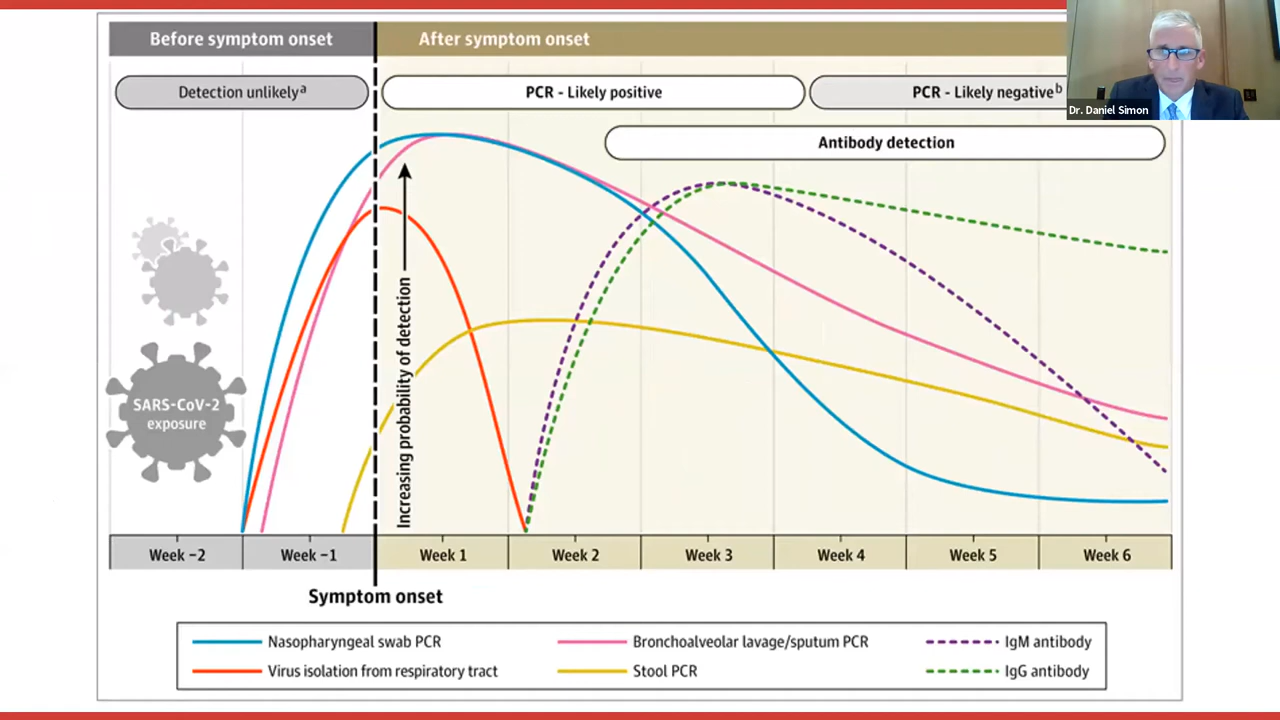 Before symptom onset
After symptom onset
Detection unlikelyᵃ
PCR - Likely positive
PCR - Likely negativeᵇ
Dr. Daniel Simon
Antibody detection
Increasing probability of detection
SARS-CoV-2
exposure
Week −2
Week −1
Week 1
Week 2
Week 3
Week 4
Week 5
Week 6
Symptom onset
Nasopharyngeal swab PCR
Bronchoalveolar lavage/sputum PCR
IgM antibody
Virus isolation from respiratory tract
Stool PCR
IgG antibody